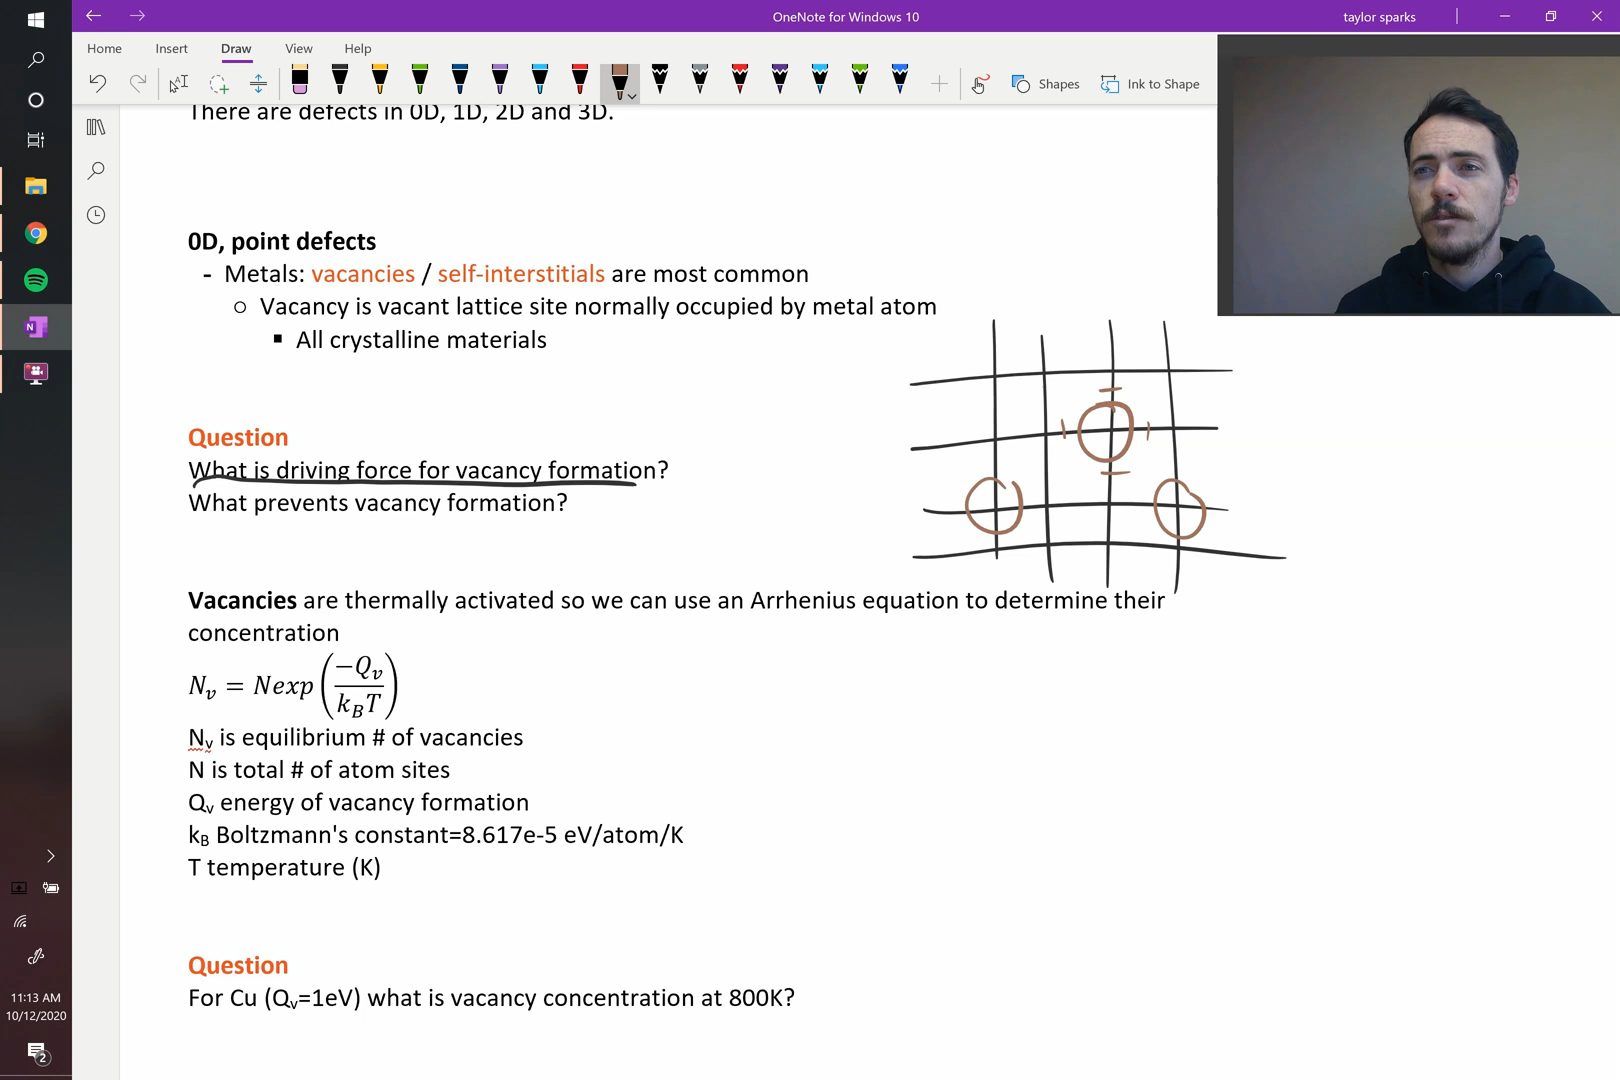 OneNote for Windows 10
taylor sparks
Home Insert Draw View Help
Shapes
Ink to Shape
There are defects in 0D, 1D, 2D and 3D.
0D, point defects
- Metals: vacancies / self-interstitials are most common
○ Vacancy is vacant lattice site normally occupied by metal atom
▪ All crystalline materials
Question
What is driving force for vacancy formation?
What prevents vacancy formation?
Vacancies are thermally activated so we can use an Arrhenius equation to determine their
concentration
N_v = Nexp(−Q_v / k_B T)
Nᵥ is equilibrium # of vacancies
N is total # of atom sites
Qᵥ energy of vacancy formation
k_B Boltzmann's constant=8.617e-5 eV/atom/K
T temperature (K)
Question
For Cu (Qᵥ=1eV) what is vacancy concentration at 800K?
11:13 AM
10/12/2020
2